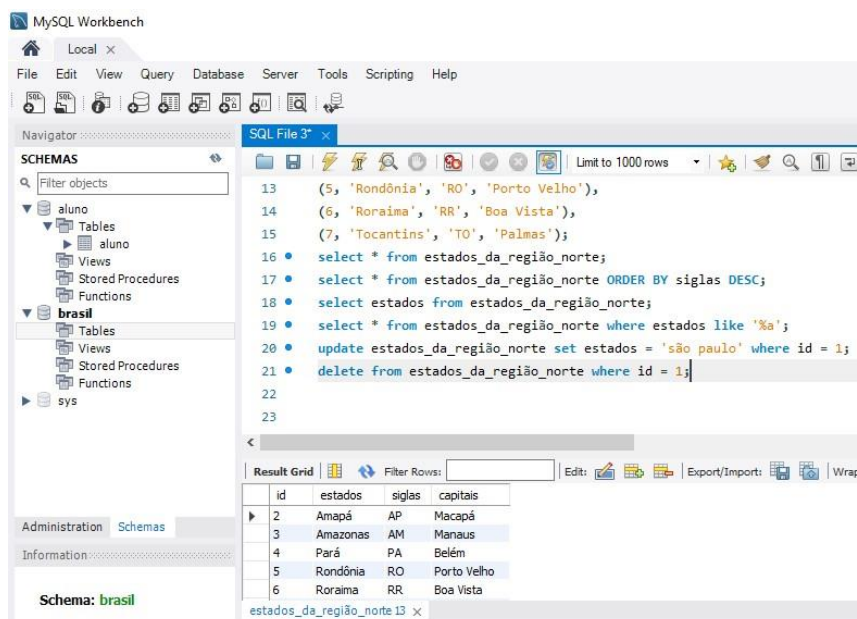 MySQL Workbench
Local
File Edit View Query Database Server Tools Scripting Help
Navigator
SCHEMAS
Filter objects
aluno
Tables
aluno
Views
Stored Procedures
Functions
brasil
Tables
Views
Stored Procedures
Functions
sys
Administration Schemas
Information
Schema: brasil
SQL File 3*
Limit to 1000 rows
13 (5, 'Rondônia', 'RO', 'Porto Velho'),
14 (6, 'Roraima', 'RR', 'Boa Vista'),
15 (7, 'Tocantins', 'TO', 'Palmas');
16 select * from estados_da_região_norte;
17 select * from estados_da_região_norte ORDER BY siglas DESC;
18 select estados from estados_da_região_norte;
19 select * from estados_da_região_norte where estados like '%a';
20 update estados_da_região_norte set estados = 'são paulo' where id = 1;
21 delete from estados_da_região_norte where id = 1;
22
23
Result Grid Filter Rows: Edit: Export/Import: Wrap
id estados siglas capitais
2 Amapá AP Macapá
3 Amazonas AM Manaus
4 Pará PA Belém
5 Rondônia RO Porto Velho
6 Roraima RR Boa Vista
estados_da_região_norte 13